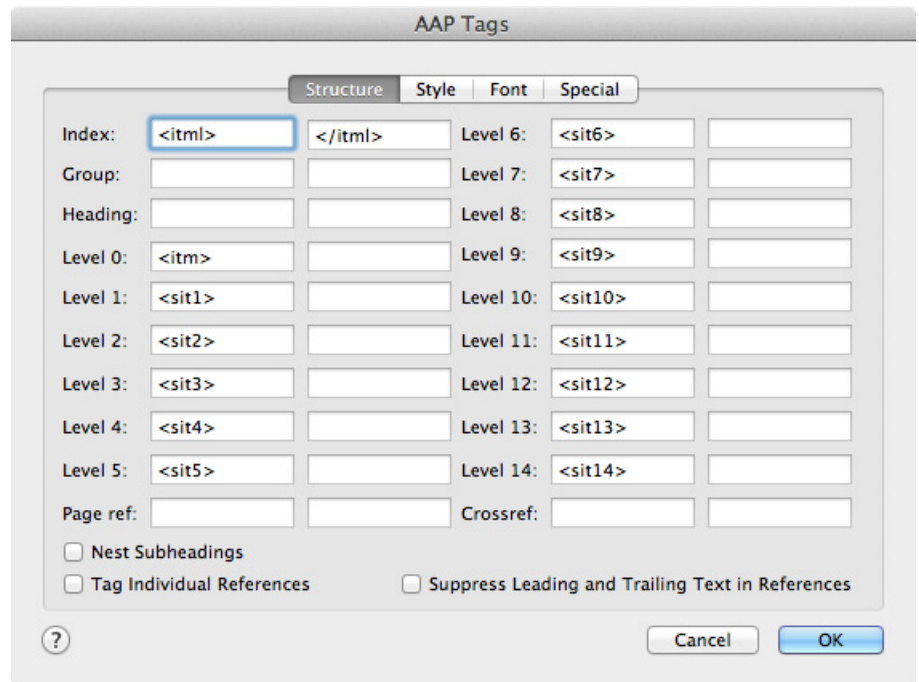 AAP Tags
Structure Style Font Special
Index: <itml> </itml> Level 6: <sit6>
Group: Level 7: <sit7>
Heading: Level 8: <sit8>
Level 0: <itm> Level 9: <sit9>
Level 1: <sit1> Level 10: <sit10>
Level 2: <sit2> Level 11: <sit11>
Level 3: <sit3> Level 12: <sit12>
Level 4: <sit4> Level 13: <sit13>
Level 5: <sit5> Level 14: <sit14>
Page ref: Crossref:
Nest Subheadings
Tag Individual References Suppress Leading and Trailing Text in References
? Cancel OK